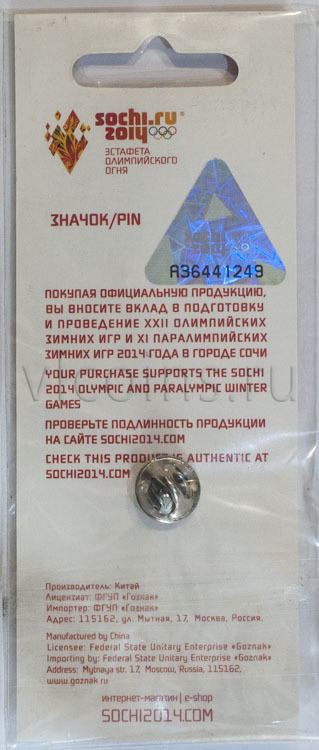 sochi.ru
2014
ЭСТАФЕТА
ОЛИМПИЙСКОГО
ОГНЯ
ЗНАЧОК/PIN
sochi.ru
2014
A36441249
ПОКУПАЯ ОФИЦИАЛЬНУЮ ПРОДУКЦИЮ,
ВЫ ВНОСИТЕ ВКЛАД В ПОДГОТОВКУ
И ПРОВЕДЕНИЕ XXII ОЛИМПИЙСКИХ
ЗИМНИХ ИГР И XI ПАРАЛИМПИЙСКИХ
ЗИМНИХ ИГР 2014 ГОДА В ГОРОДЕ СОЧИ
YOUR PURCHASE SUPPORTS THE SOCHI
2014 OLYMPIC AND PARALYMPIC WINTER
GAMES
ПРОВЕРЬТЕ ПОДЛИННОСТЬ ПРОДУКЦИИ
НА САЙТЕ SOCHI2014.COM
CHECK THIS PRODUCT IS AUTHENTIC AT
SOCHI2014.COM
Производитель: Китай
Лицензиат: ФГУП «Гознак»
Импортер: ФГУП «Гознак»
Адрес: 115162, ул. Мытная, 17, Москва, Россия.
Manufactured by China
Licensee: Federal State Unitary Enterprise «Goznak»
Importing by: Federal State Unitary Enterprise «Goznak»
Address: Mytnaya str. 17, Moscow, Russia, 115162,
www.goznak.ru
интернет-магазин | e-shop
SOCHI2014.COM